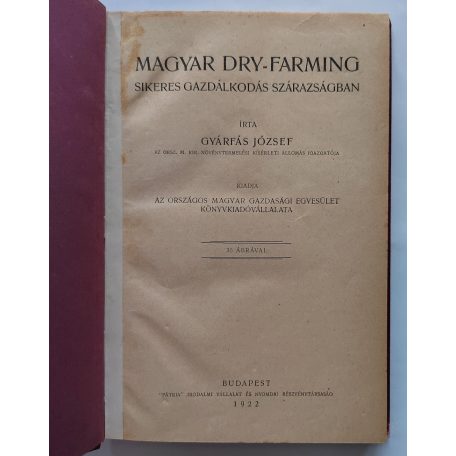 MAGYAR DRY-FARMING
SIKERES GAZDÁLKODÁS SZÁRAZSÁGBAN
ÍRTA
GYÁRFÁS JÓZSEF
AZ ORSZ. M. KIR. NÖVÉNYTERMELÉSI KÍSÉRLETI ÁLLOMÁS IGAZGATÓJA
KIADJA
AZ ORSZÁGOS MAGYAR GAZDASÁGI EGYESÜLET
KÖNYVKIADÓVÁLLALATA
ÁBRÁVAL
BUDAPEST
"PÁTRIA" IRODALMI VÁLLALAT ÉS NYOMDAI RÉSZVÉNYTÁRSASÁG
1922